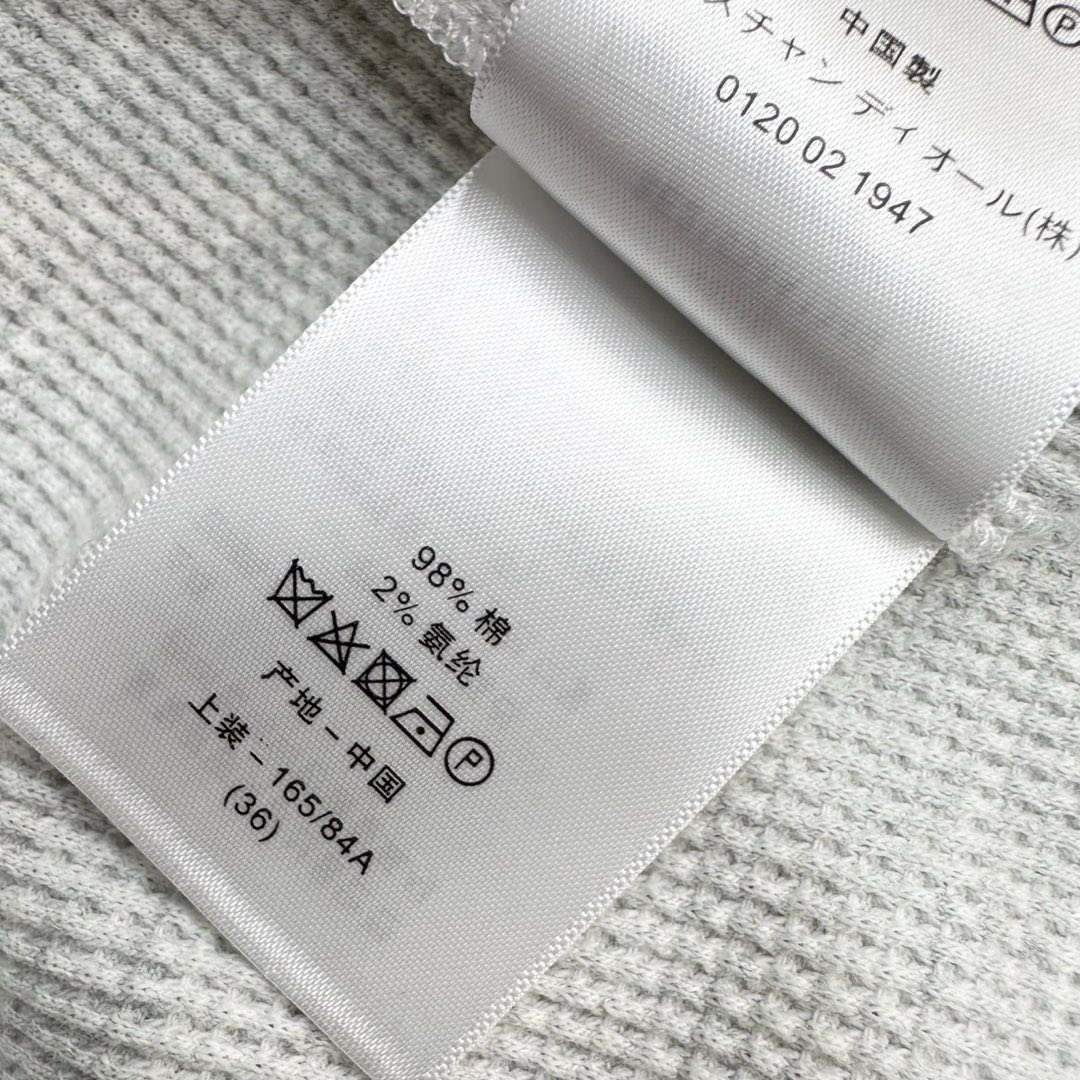 中国製
スチャン ディオール(株)
0120 02 1947
98% 棉
2% 氨纶
P
产地 – 中国
上装 – 165/84A
(36)